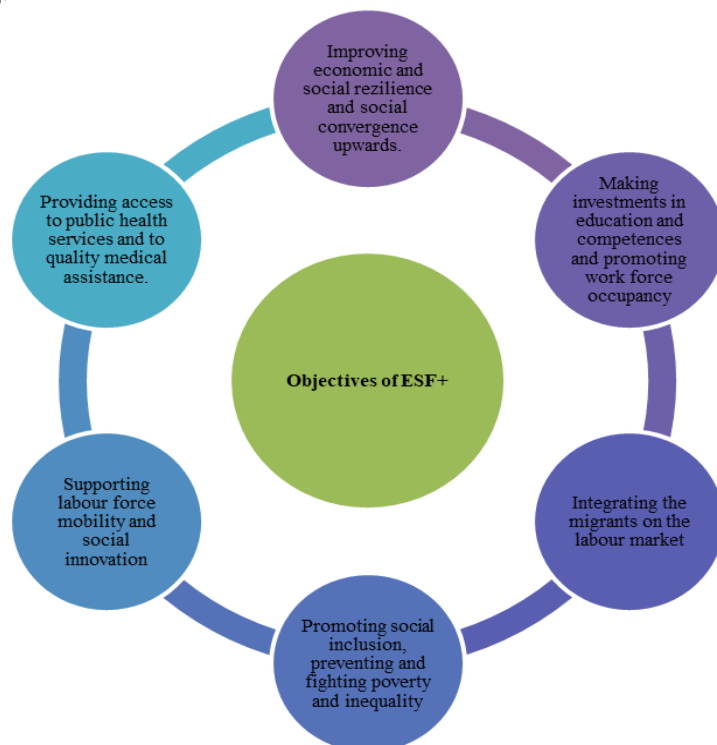 Improving
economic and
social rezilience
and social
convergence
upwards.
Making
investments in
education and
competences
and promoting
work force
occupancy
Integrating the
migrants on the
labour market
Promoting social
inclusion,
preventing and
fighting poverty
and inequality
Supporting
labour force
mobility and
social
innovation
Providing access
to public health
services and to
quality medical
assistance.
Objectives of ESF+